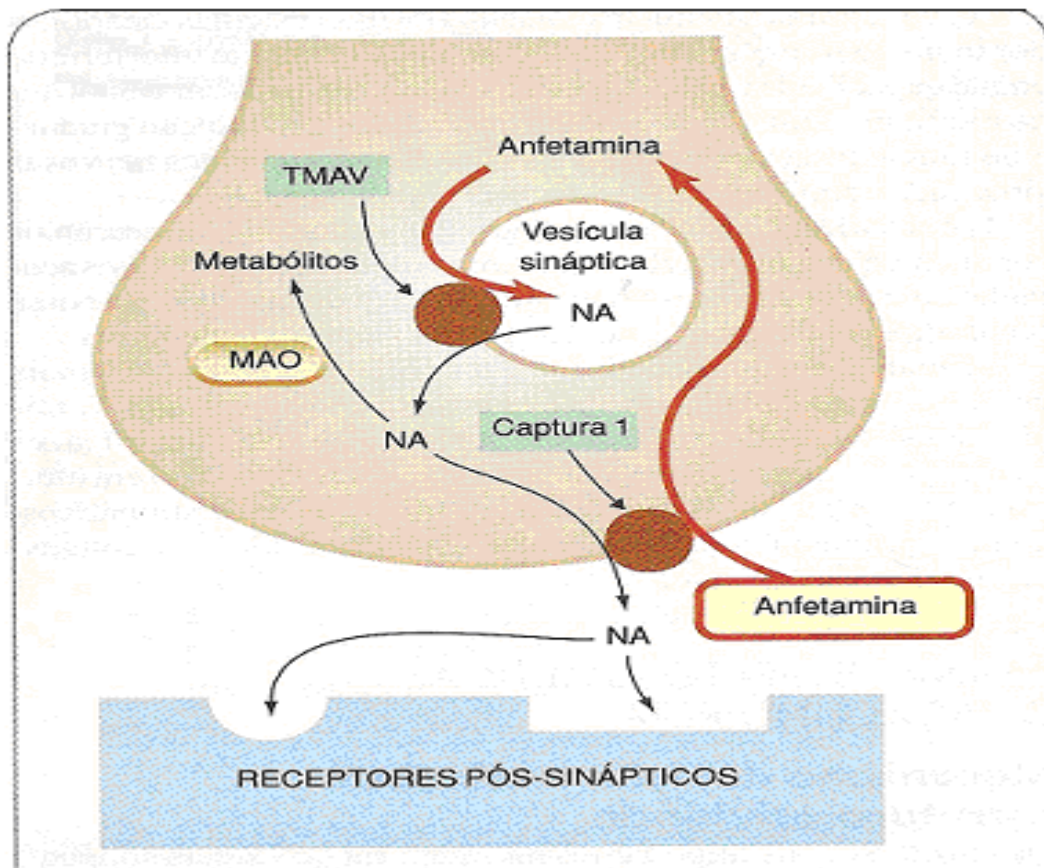 Anfetamina
TMAV
Vesícula
sináptica
Metabólitos
NA
MAO
NA
Captura 1
Anfetamina
NA
RECEPTORES PÓS-SINÁPTICOS